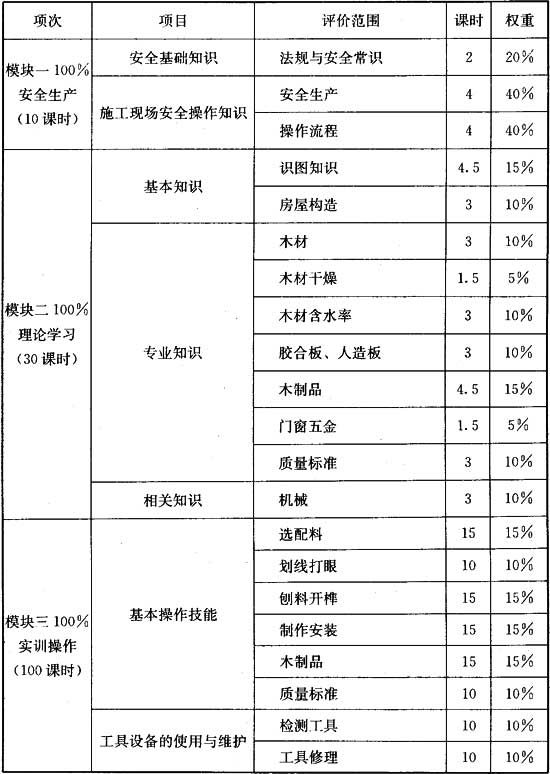 项次 项目 评价范围 课时 权重
模块一 100%
安全生产
(10 课时)
安全基础知识 法规与安全常识 2 20%
施工现场安全操作知识 安全生产 4 40%
操作流程 4 40%
模块二 100%
理论学习
(30 课时)
基本知识 识图知识 4.5 15%
房屋构造 3 10%
专业知识 木材 3 10%
木材干燥 1.5 5%
木材含水率 3 10%
胶合板、人造板 3 10%
木制品 4.5 15%
门窗五金 1.5 5%
质量标准 3 10%
相关知识 机械 3 10%
模块三 100%
实训操作
(100 课时)
基本操作技能 选配料 15 15%
划线打眼 10 10%
刨料开榫 15 15%
制作安装 15 15%
木制品 15 15%
质量标准 10 10%
工具设备的使用与维护 检测工具 10 10%
工具修理 10 10%